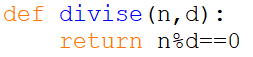 def divise(n,d):
    return n%d==0